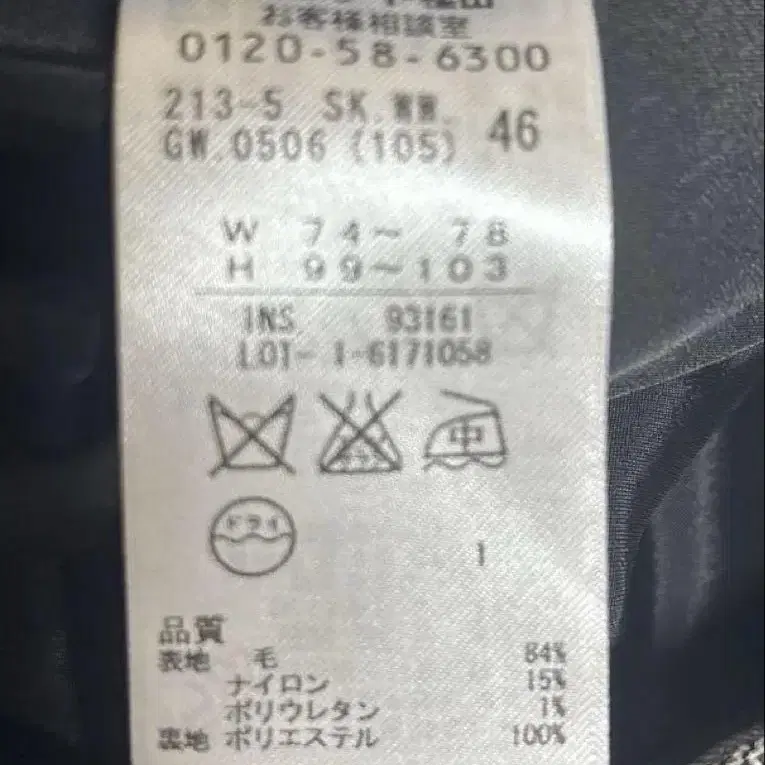 お客様相談室
0120-58-6300
213-5 SK.WW. 46
GW.0506 (105)
W 74～ 78
H 99～103
INS. 93161
LOT- 1-6171058
中
ドライ
1
品質
表地 毛 84%
ナイロン 15%
ポリウレタン 1%
裏地 ポリエステル 100%